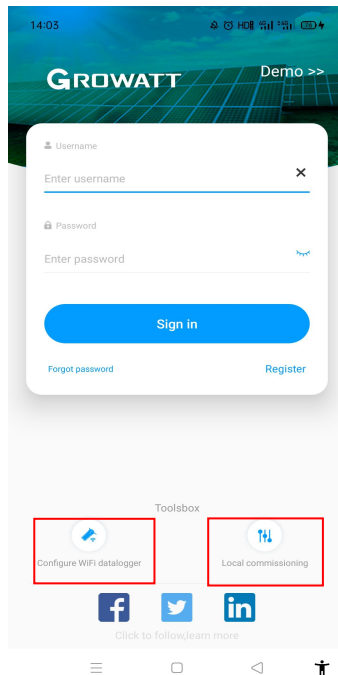 14:03
GROWATT
Demo >>
Username
Enter username
Password
Enter password
Sign in
Forgot password
Register
Toolsbox
Configure WiFi datalogger
Local commissioning
Click to follow,learn more